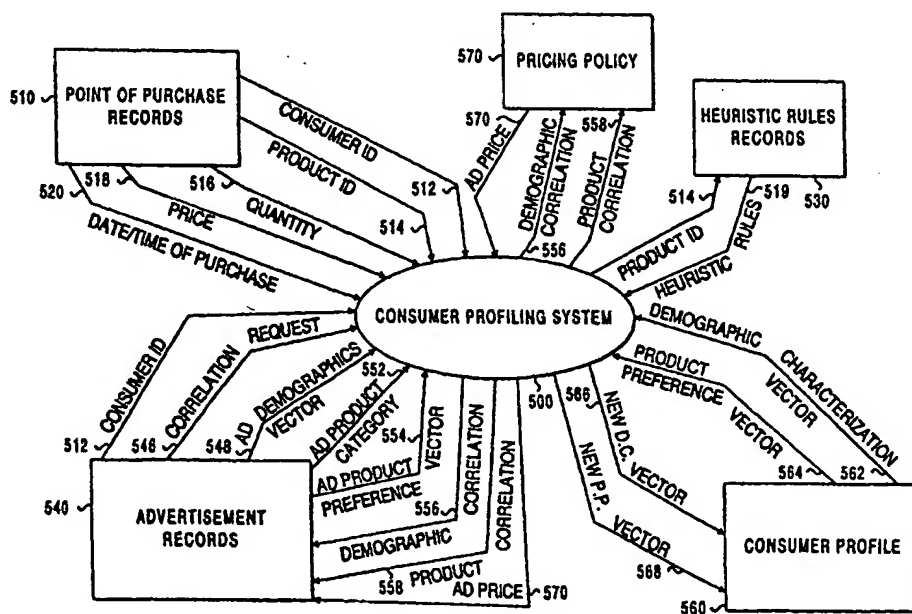 570
PRICING POLICY
510
POINT OF PURCHASE
RECORDS
HEURISTIC RULES
RECORDS
530
570
AD PRICE
DEMOGRAPHIC
CORRELATION
556
558
PRODUCT
CORRELATION
514
519
PRODUCT ID
HEURISTIC
RULES
CONSUMER ID
512
PRODUCT ID
514
516
QUANTITY
518
PRICE
520
DATE/TIME OF PURCHASE
CONSUMER PROFILING SYSTEM
500
CONSUMER ID
512
CORRELATION
REQUEST
546
AD DEMOGRAPHICS
VECTOR
548
552
AD PRODUCT
CATEGORY
554
AD PRODUCT
PREFERENCE
VECTOR
556
DEMOGRAPHIC
CORRELATION
558
PRODUCT
CORRELATION
AD PRICE
570
566
NEW D.C.
VECTOR
NEW P.P.
VECTOR
568
PRODUCT
PREFERENCE
VECTOR
564
DEMOGRAPHIC
CHARACTERIZATION
VECTOR
562
540
ADVERTISEMENT
RECORDS
CONSUMER PROFILE
560